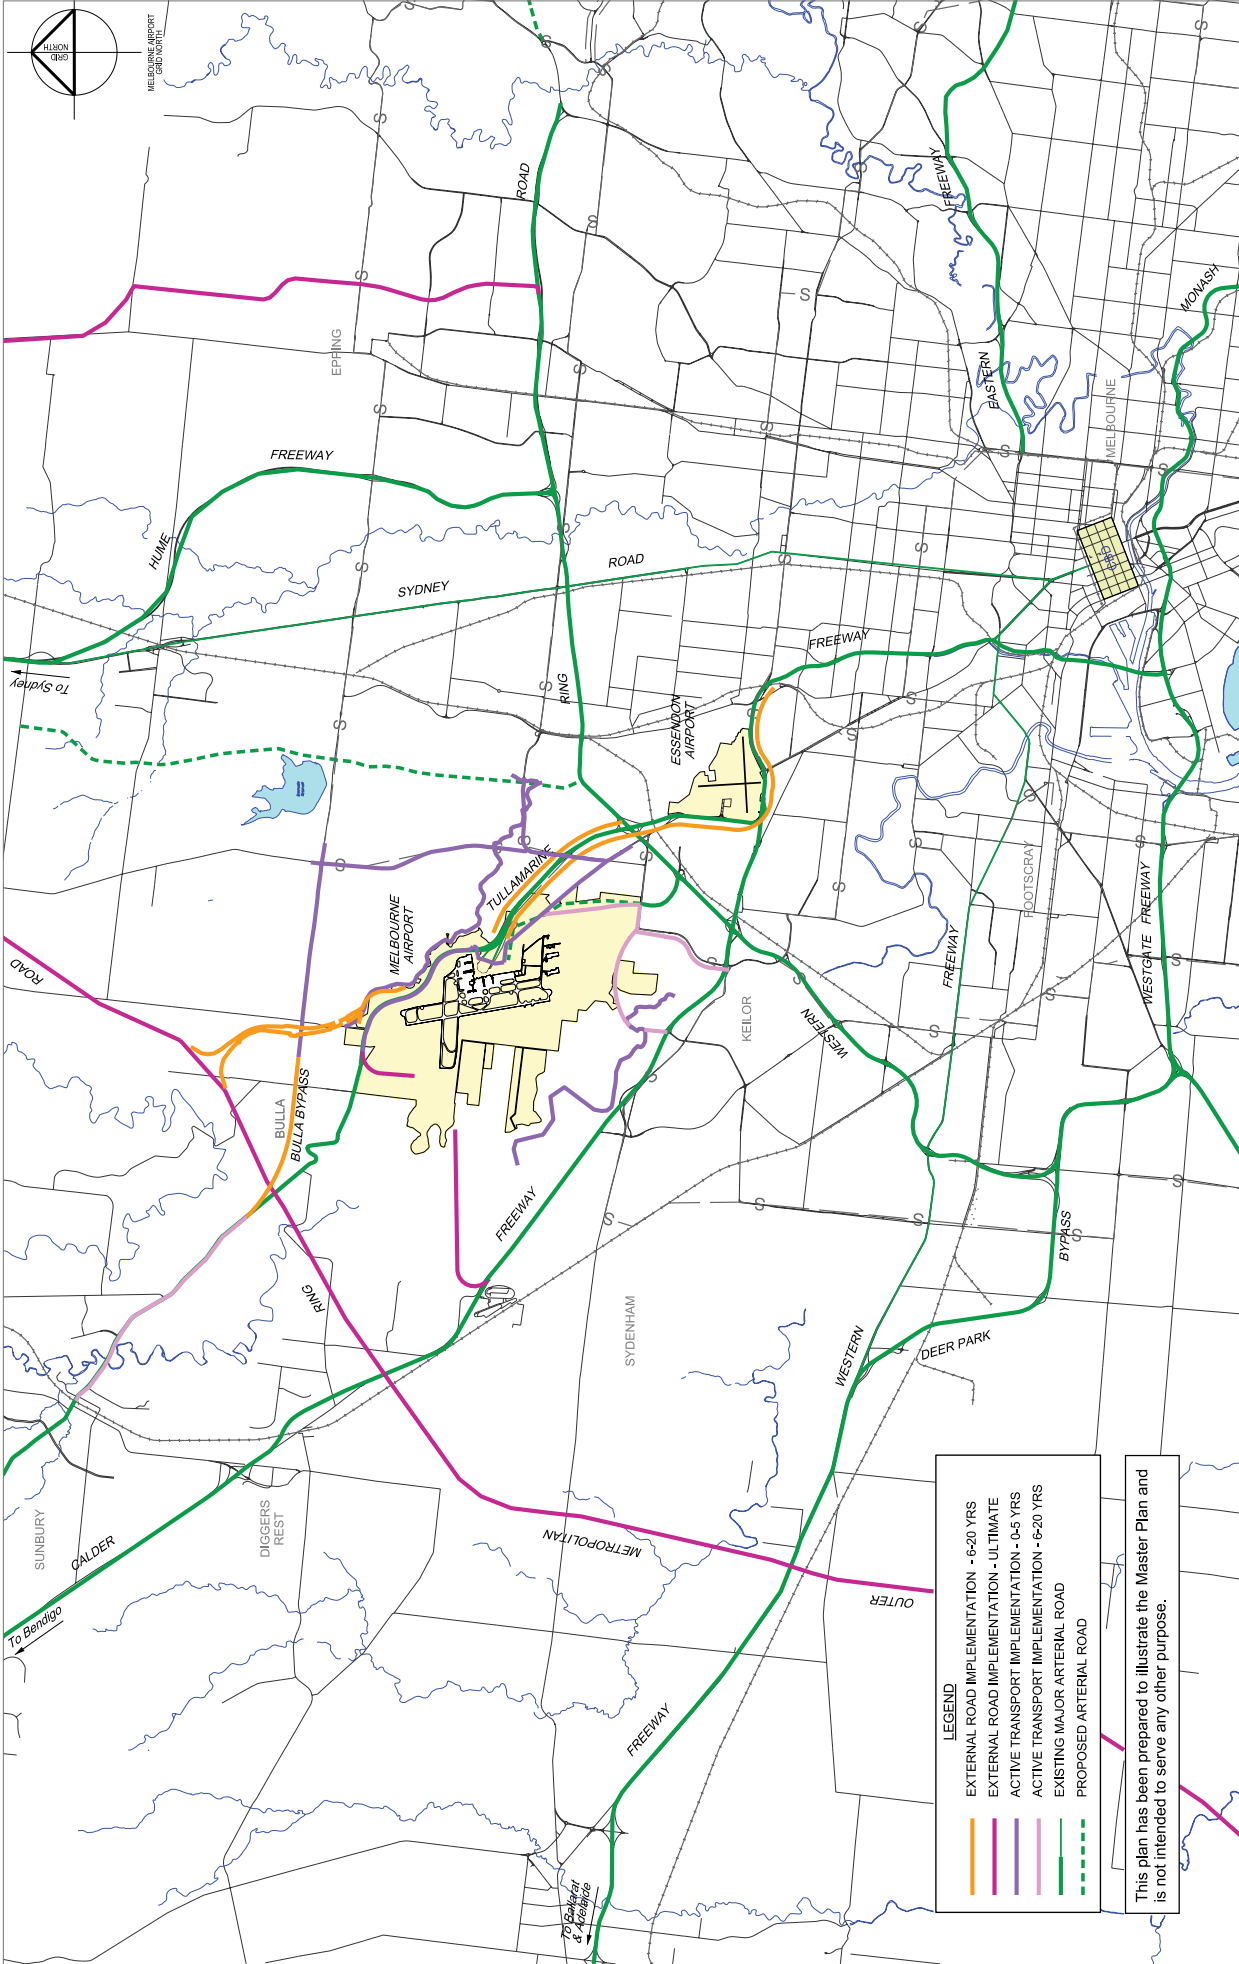 GRID
NORTH
MELBOURNE AIRPORT
GRID NORTH
ROAD
FREEWAY
MONASH
EPPING
EASTERN
MELBOURNE
FREEWAY
HUME
SYDNEY
ROAD
CBD
To Sydney
RING
FREEWAY
ESSENDON
AIRPORT
TULLAMARINE
MELBOURNE
AIRPORT
ROAD
FOOTSCRAY
FREEWAY
WESTGATE FREEWAY
KEILOR
WESTERN
BULLA
BULLA BYPASS
FREEWAY
BYPASS
RING
SYDENHAM
WESTERN
DEER PARK
SUNBURY
CALDER
DIGGERS
REST
METROPOLITAN
OUTER
To Bendigo
FREEWAY
To Ballarat
& Adelaide
LEGEND
EXTERNAL ROAD IMPLEMENTATION - 6-20 YRS
EXTERNAL ROAD IMPLEMENTATION - ULTIMATE
ACTIVE TRANSPORT IMPLEMENTATION - 0-5 YRS
ACTIVE TRANSPORT IMPLEMENTATION - 6-20 YRS
EXISTING MAJOR ARTERIAL ROAD
PROPOSED ARTERIAL ROAD
This plan has been prepared to illustrate the Master Plan and
is not intended to serve any other purpose.